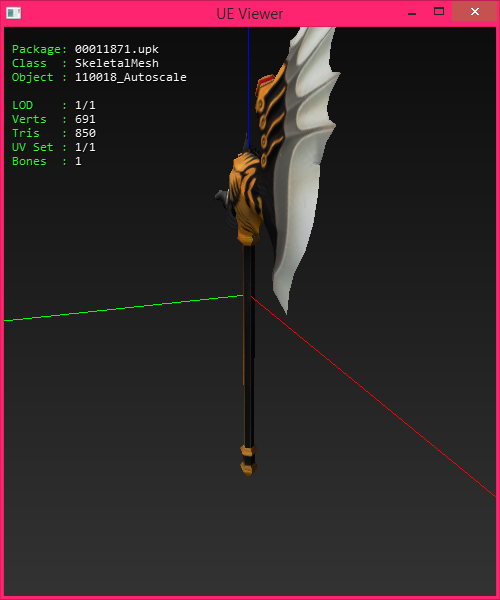 UE Viewer
Package: 00011871.upk
Class  : SkeletalMesh
Object : 110018_Autoscale
LOD    : 1/1
Verts  : 691
Tris   : 850
UV Set : 1/1
Bones  : 1